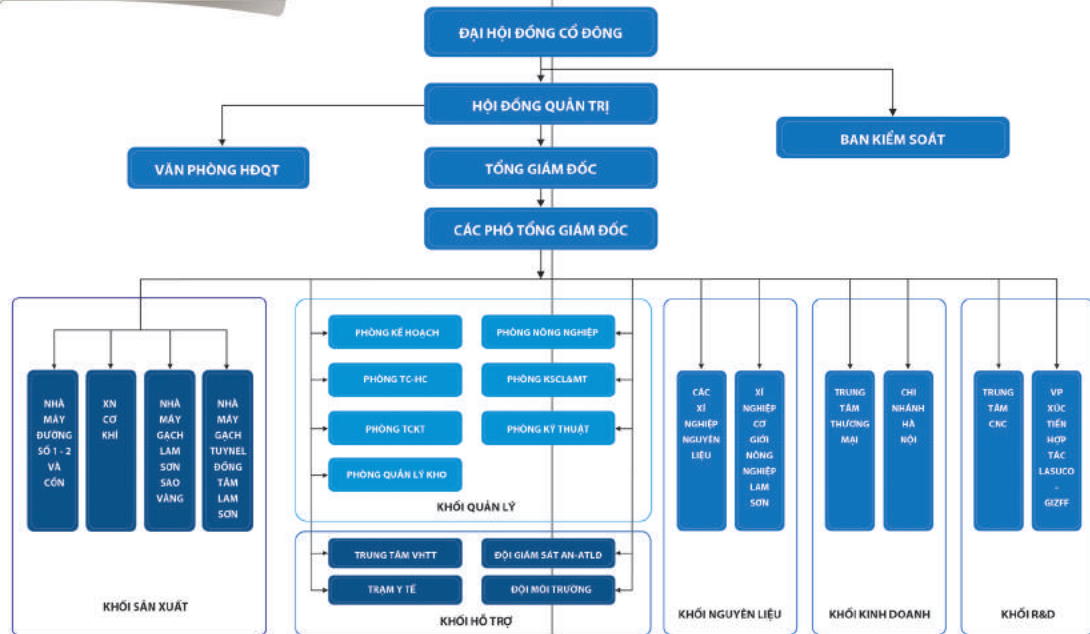 ĐẠI HỘI ĐỒNG CỔ ĐÔNG
HỘI ĐỒNG QUẢN TRỊ
BAN KIỂM SOÁT
VĂN PHÒNG HĐQT
TỔNG GIÁM ĐỐC
CÁC PHÓ TỔNG GIÁM ĐỐC
NHÀ
MÁY
ĐƯỜNG
SỐ 1 - 2
VÀ
CỒN
XN
CƠ
KHÍ
NHÀ
MÁY
GẠCH
LAM
SƠN
SAO
VÀNG
NHÀ
MÁY
GẠCH
TUYNEL
ĐỒNG
TÂM
LAM
SƠN
KHỐI SẢN XUẤT
PHÒNG KẾ HOẠCH
PHÒNG NÔNG NGHIỆP
PHÒNG TC-HC
PHÒNG KSCL&MT
PHÒNG TCKT
PHÒNG KỸ THUẬT
PHÒNG QUẢN LÝ KHO
KHỐI QUẢN LÝ
TRUNG TÂM VHTT
ĐỘI GIÁM SÁT AN-ATLD
TRẠM Y TẾ
ĐỘI MÔI TRƯỜNG
KHỐI HỖ TRỢ
CÁC
XÍ
NGHIỆP
NGUYÊN
LIỆU
XÍ
NGHIỆP
CƠ
GIỚI
NÔNG
NGHIỆP
LAM
SƠN
KHỐI NGUYÊN LIỆU
TRUNG
TÂM
THƯƠNG
MẠI
CHI
NHÁNH
HÀ
NỘI
KHỐI KINH DOANH
TRUNG
TÂM
CNC
VP
XÚC
TIẾN
HỢP
TÁC
LASUCO
-
GIZFF
KHỐI R&D